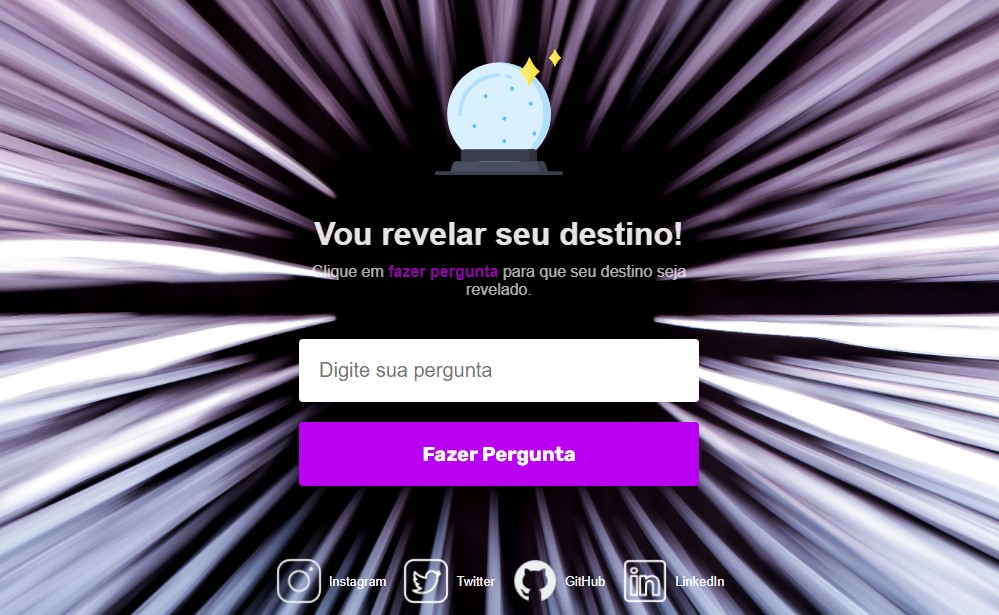 Vou revelar seu destino!
Clique em fazer pergunta para que seu destino seja
revelado.
Digite sua pergunta
Fazer Pergunta
Instagram Twitter GitHub LinkedIn